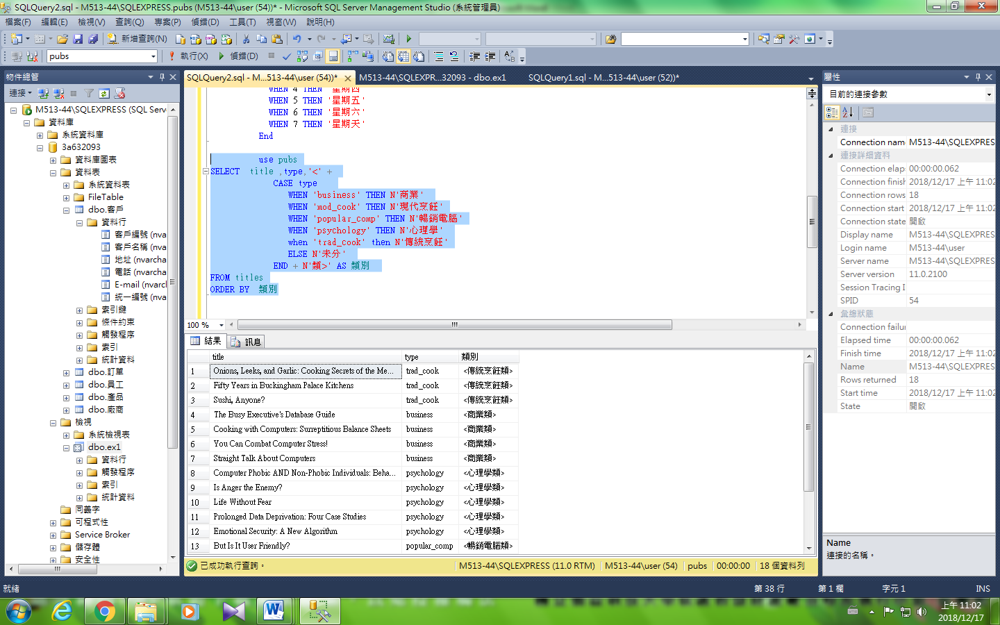 SQLQuery2.sql - M513-44\SQLEXPRESS.pubs (M513-44\user (54))* - Microsoft SQL Server Management Studio (系統管理員)
檔案(F) 編輯(E) 檢視(V) 查詢(Q) 專案(P) 偵錯(D) 工具(T) 視窗(W) 說明(H)
新增查詢(N)
pubs 執行(X) 偵錯(D)
物件總管
連接
M513-44\SQLEXPRESS (SQL Serv
資料庫
系統資料庫
3a632093
資料庫圖表
資料表
系統資料表
FileTable
dbo.客戶
資料行
客戶編號 (nva
客戶名稱 (nva
地址 (nvarcha
電話 (nvarcha
E-mail (nvarcl
統一編號 (nva
索引鍵
條件約束
觸發程序
索引
統計資料
dbo.訂單
dbo.員工
dbo.產品
dbo.廠商
檢視
系統檢視表
dbo.ex1
資料行
觸發程序
索引
統計資料
同義字
可程式性
Service Broker
儲存體
安全性
SQLQuery2.sql - M...513-44\user (54))* M513-44\SQLEXPR...32093 - dbo.ex1 SQLQuery1.sql - M...513-44\user (52))*
WHEN 4 THEN '星期四
WHEN 5 THEN '星期五'
WHEN 6 THEN '星期六'
WHEN 7 THEN '星期天'
End
use pubs
SELECT title ,type,'<' +
CASE type
WHEN 'business' THEN N'商業'
WHEN 'mod_cook' THEN N'現代烹飪'
WHEN 'popular_comp' THEN N'暢銷電腦'
WHEN 'psychology' THEN N'心理學'
when 'trad_cook' then N'傳統烹飪'
ELSE N'未分'
END + N'類>' AS 類別
FROM titles
ORDER BY 類別
100 %
結果 訊息
title type 類別
1 Onions, Leeks, and Garlic: Cooking Secrets of the Me... trad_cook <傳統烹飪類>
2 Fifty Years in Buckingham Palace Kitchens trad_cook <傳統烹飪類>
3 Sushi, Anyone? trad_cook <傳統烹飪類>
4 The Busy Executive's Database Guide business <商業類>
5 Cooking with Computers: Surreptitious Balance Sheets business <商業類>
6 You Can Combat Computer Stress! business <商業類>
7 Straight Talk About Computers business <商業類>
8 Computer Phobic AND Non-Phobic Individuals: Beha... psychology <心理學類>
9 Is Anger the Enemy? psychology <心理學類>
10 Life Without Fear psychology <心理學類>
11 Prolonged Data Deprivation: Four Case Studies psychology <心理學類>
12 Emotional Security: A New Algorithm psychology <心理學類>
13 But Is It User Friendly? popular_comp <暢銷電腦類>
已成功執行查詢。 M513-44\SQLEXPRESS (11.0 RTM) M513-44\user (54) pubs 00:00:00 18 個資料列
屬性
目前的連接參數
連接
Connection name M513-44\SQLEXPRES
連接詳細資料
Connection elap 00:00:00.062
Connection finish 2018/12/17 上午 11:02
Connection rows 18
Connection start 2018/12/17 上午 11:02
Connection state 開啟
Display name M513-44\SQLEXPRES
Login name M513-44\user
Server name M513-44\SQLEXPRES
Server version 11.0.2100
Session Tracing I
SPID 54
彙總狀態
Connection failur
Elapsed time 00:00:00.062
Finish time 2018/12/17 上午 11:02
Name M513-44\SQLEXPRES
Rows returned 18
Start time 2018/12/17 上午 11:02
State 開啟
Name
連接的名稱。
就緒 第 38 行 第 1 欄 字元 1 INS
上午 11:02
2018/12/17